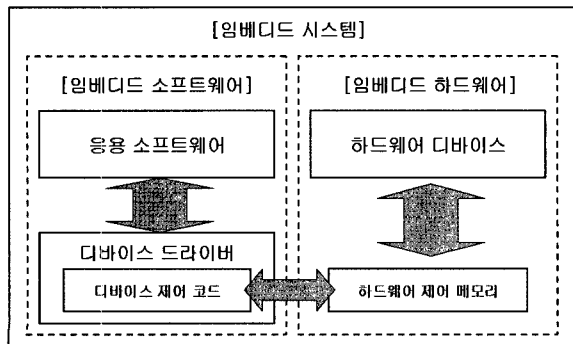 [임베디드 시스템]
[임베디드 소프트웨어]
[임베디드 하드웨어]
응용 소프트웨어
하드웨어 디바이스
디바이스 드라이버
디바이스 제어 코드
하드웨어 제어 메모리